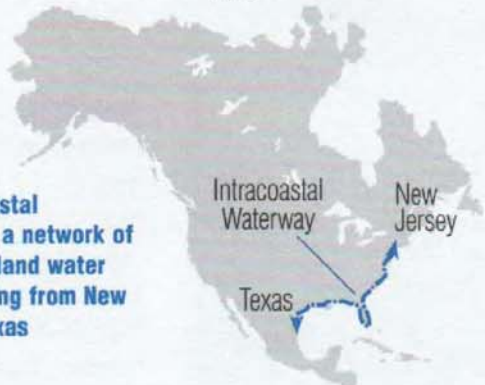 Intracoastal
Waterway
New
Jersey
Texas
stal
a network of
land water
ng from New
xas